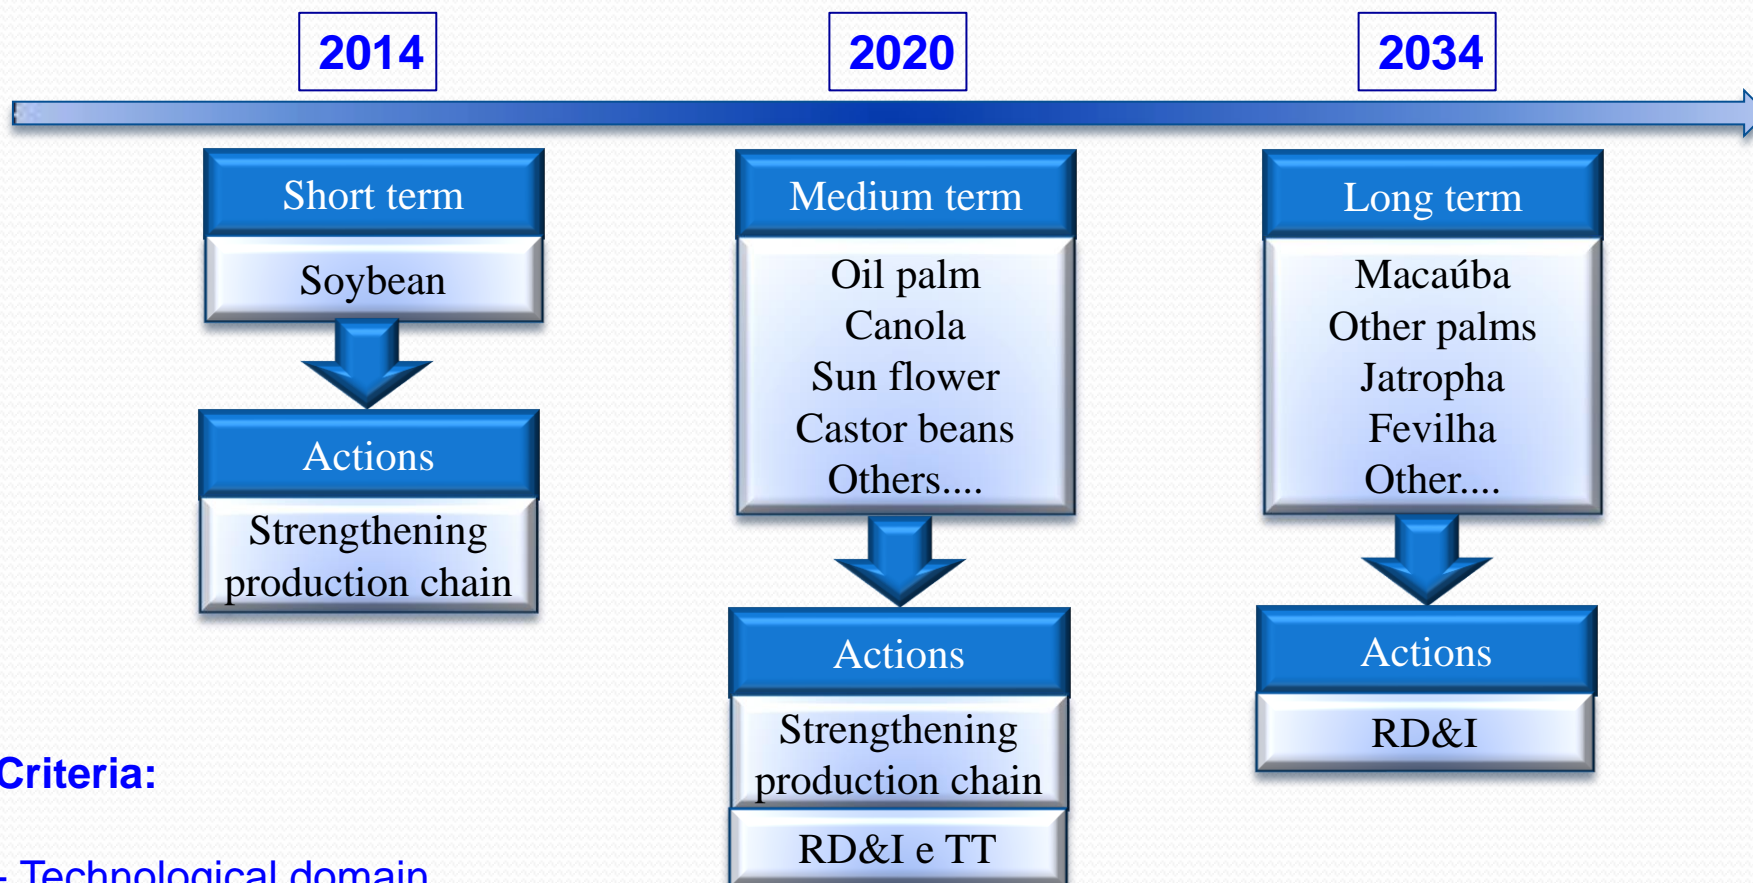 2014
2020
2034
Short term
Soybean
Actions
Strengthening
production chain
Medium term
Oil palm
Canola
Sun flower
Castor beans
Others....
Actions
Strengthening
production chain
RD&I e TT
Long term
Macaúba
Other palms
Jatropha
Fevilha
Other....
Actions
RD&I
Criteria:
- Technological domain